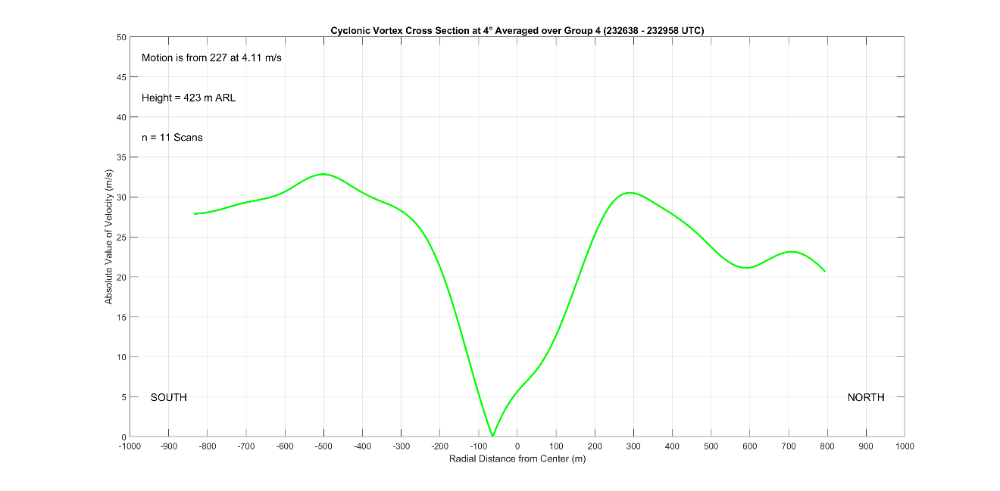 Cyclonic Vortex Cross Section at 4° Averaged over Group 4 (232638 - 232958 UTC)
50
Motion is from 227 at 4.11 m/s
45
Height = 423 m ARL
40
n = 11 Scans
35
30
25
20
15
10
5
0
Absolute Value of Velocity (m/s)
SOUTH
NORTH
-1000 -900 -800 -700 -600 -500 -400 -300 -200 -100 0 100 200 300 400 500 600 700 800 900 1000
Radial Distance from Center (m)